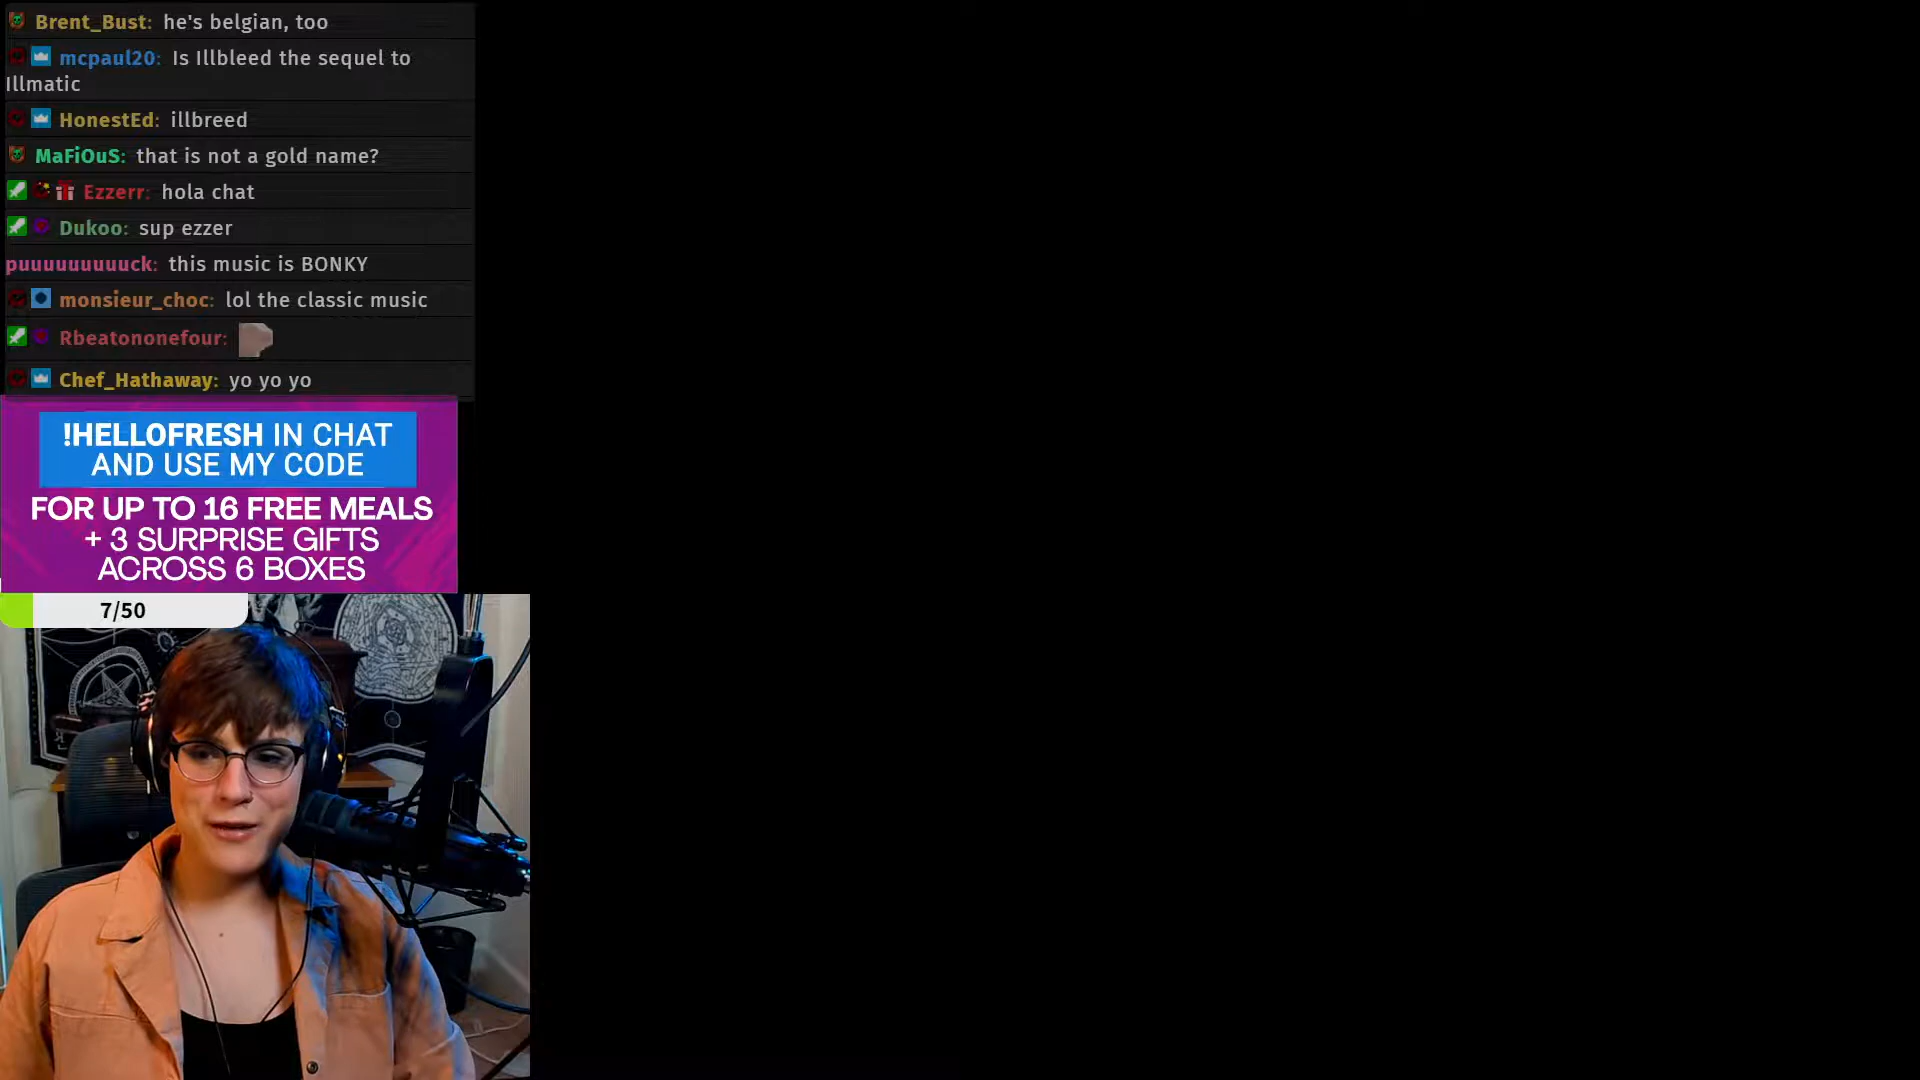 Brent_Bust: he's belgian, too
mcpaul20: Is Illbleed the sequel to
Illmatic
HonestEd: illbreed
MaFiOuS: that is not a gold name?
Ezzerr: hola chat
Dukoo: sup ezzer
puuuuuuuuuck: this music is BONKY
monsieur_choc: lol the classic music
Rbeatononefour:
Chef_Hathaway: yo yo yo
!HELLOFRESH IN CHAT
AND USE MY CODE
FOR UP TO 16 FREE MEALS
+ 3 SURPRISE GIFTS
ACROSS 6 BOXES
7/50